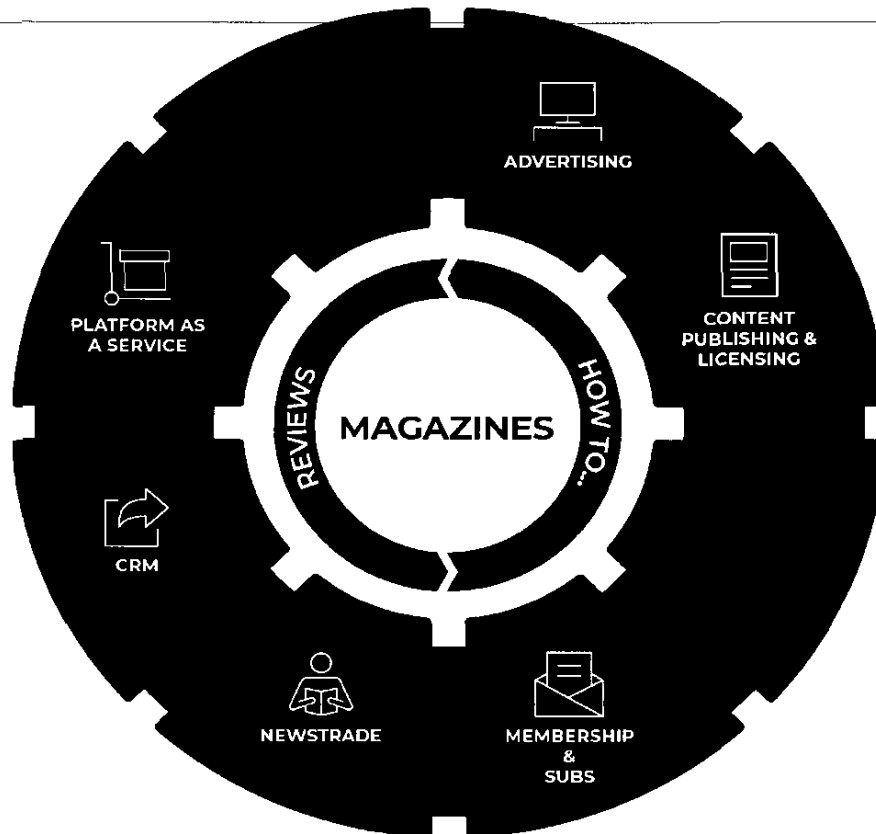 ADVERTISING
CONTENT
PUBLISHING &
LICENSING
PLATFORM AS
A SERVICE
REVIEWS
MAGAZINES
HOW TO...
CRM
NEWSTRADE
MEMBERSHIP
&
SUBS